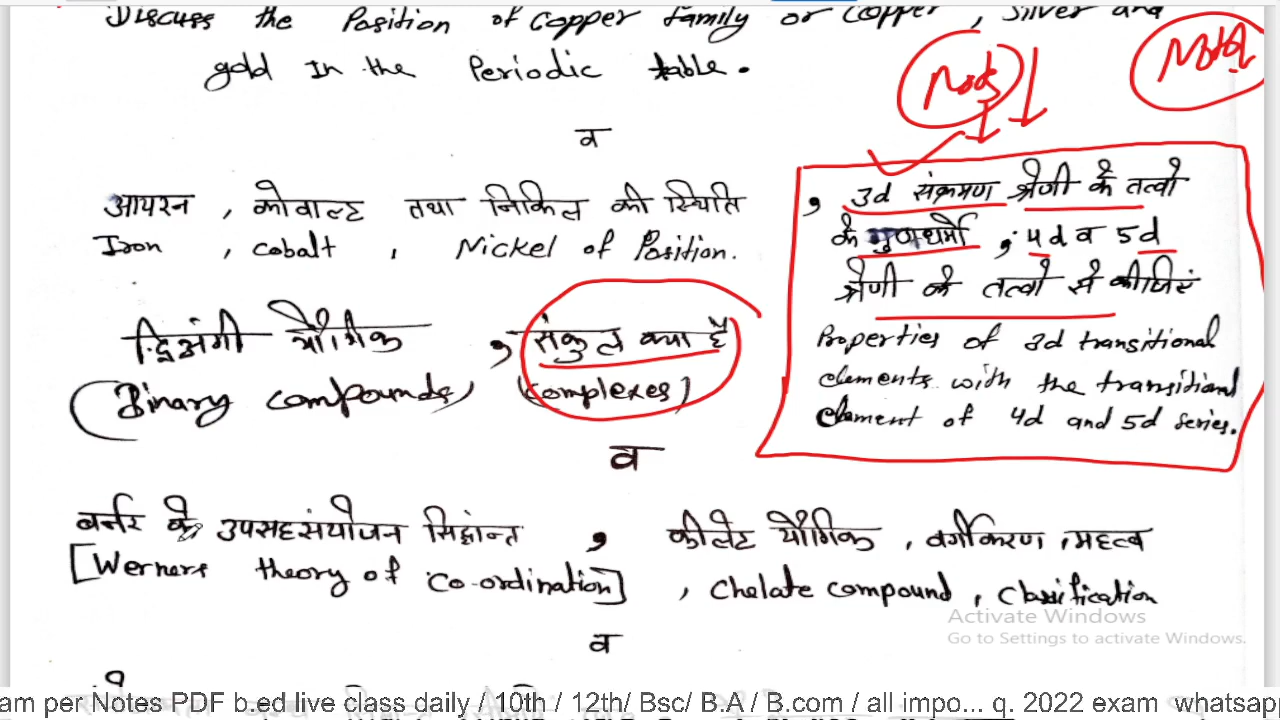 Discuss the Position of Copper family or Copper, Silver and
gold In the Periodic table.
व
आयरन , कोवाल्ट तथा निकिल की स्थिति
Iron , cobalt , Nickel of Position.
, 3d संक्रमण श्रेणी के तत्वो
के गुणधर्मो , 4d व 5d
श्रेणी के तत्वो से कीजिएं
Properties of 3d transitional
elements with the transitional
element of 4d and 5d series.
द्विअंगी यौगिक , संकुल क्या है
(Binary compounds) (complexes)
व
वर्नर के उपसहसंयोजन सिद्धान्त , कीलेट यौगिक , वर्गीकरण , महत्व
[Werners theory of co-ordination] , Chelate compound , Classification
Activate Windows
Go to Settings to activate Windows.
व
am per Notes PDF b.ed live class daily / 10th / 12th/ Bsc/ B.A / B.com / all impo... q. 2022 exam whatsapp